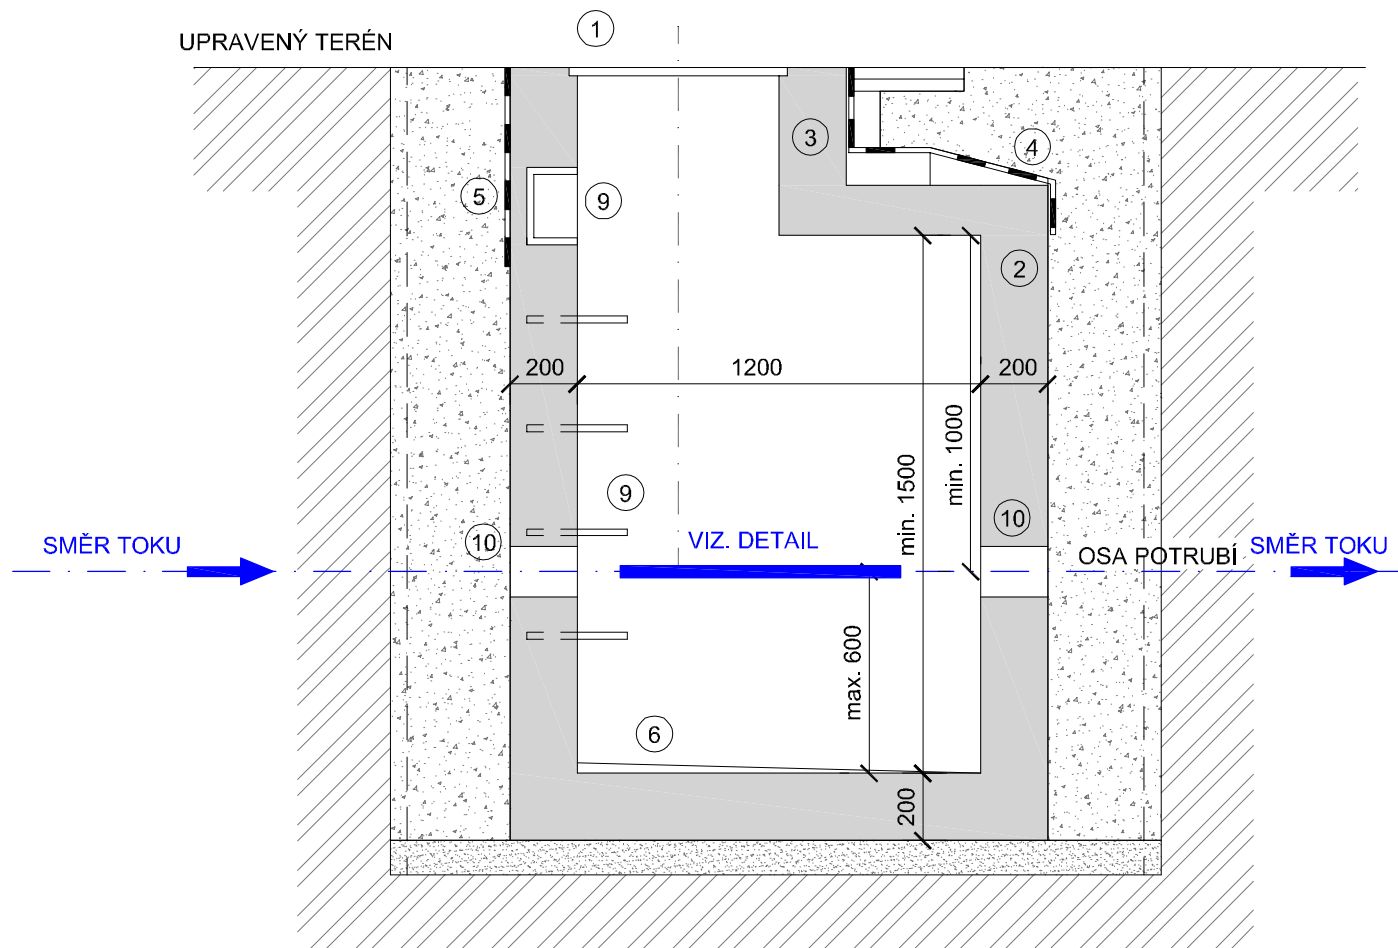 1
UPRAVENÝ TERÉN
3
4
5
9
2
200
1200
200
min. 1000
min. 1500
9
10
10
SMĚR TOKU
VIZ. DETAIL
OSA POTRUBÍ
SMĚR TOKU
max. 600
6
200